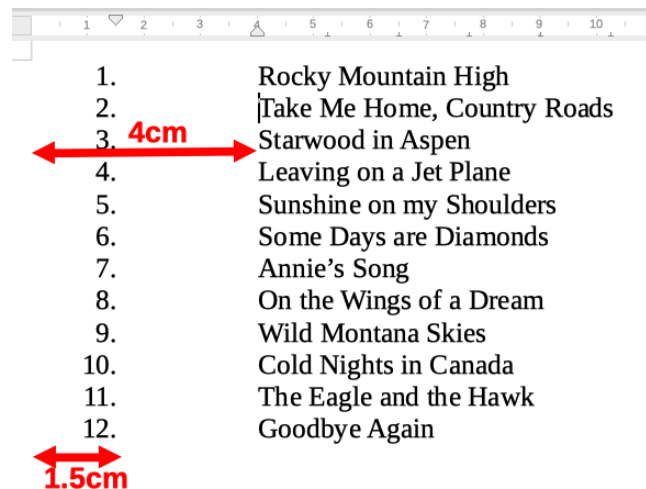 1 2 3 4 5 6 7 8 9 10
1. Rocky Mountain High
2. Take Me Home, Country Roads
3. Starwood in Aspen
4cm
4. Leaving on a Jet Plane
5. Sunshine on my Shoulders
6. Some Days are Diamonds
7. Annie’s Song
8. On the Wings of a Dream
9. Wild Montana Skies
10. Cold Nights in Canada
11. The Eagle and the Hawk
12. Goodbye Again
1.5cm